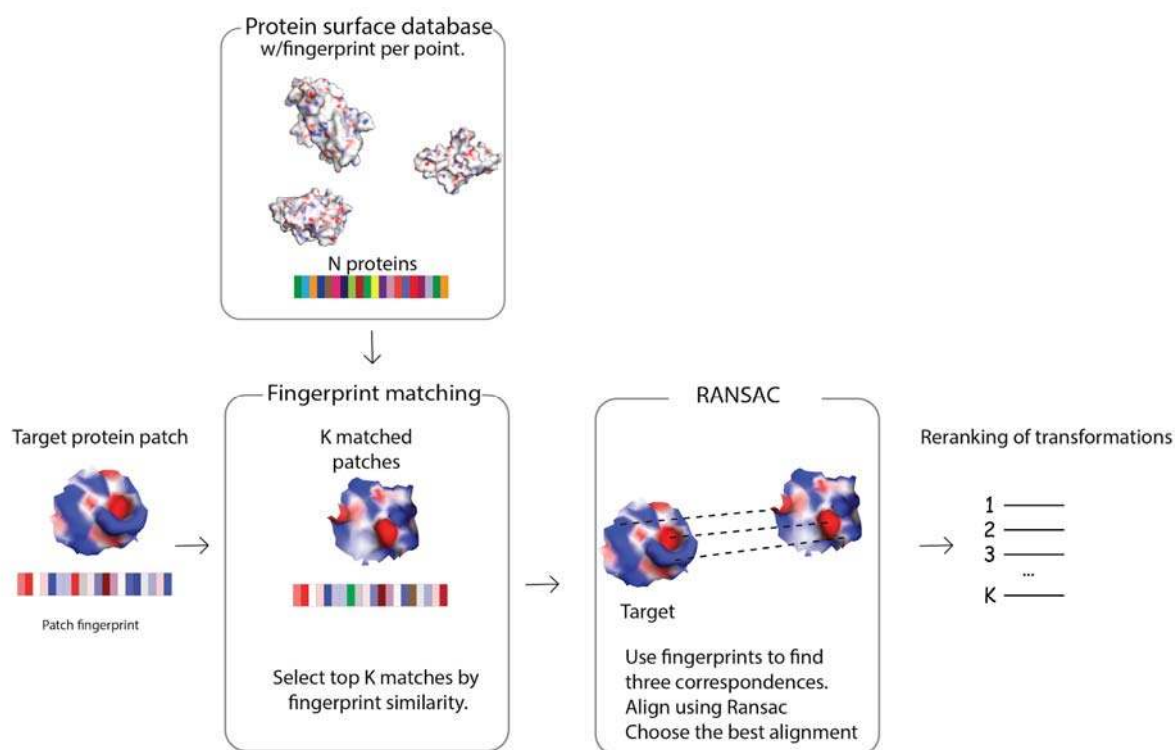 Protein surface database
w/fingerprint per point.
N proteins
Fingerprint matching
K matched
patches
Select top K matches by
fingerprint similarity.
Target protein patch
Patch fingerprint
RANSAC
Target
Use fingerprints to find
three correspondences.
Align using Ransac
Choose the best alignment
Reranking of transformations
1
2
3
...
K